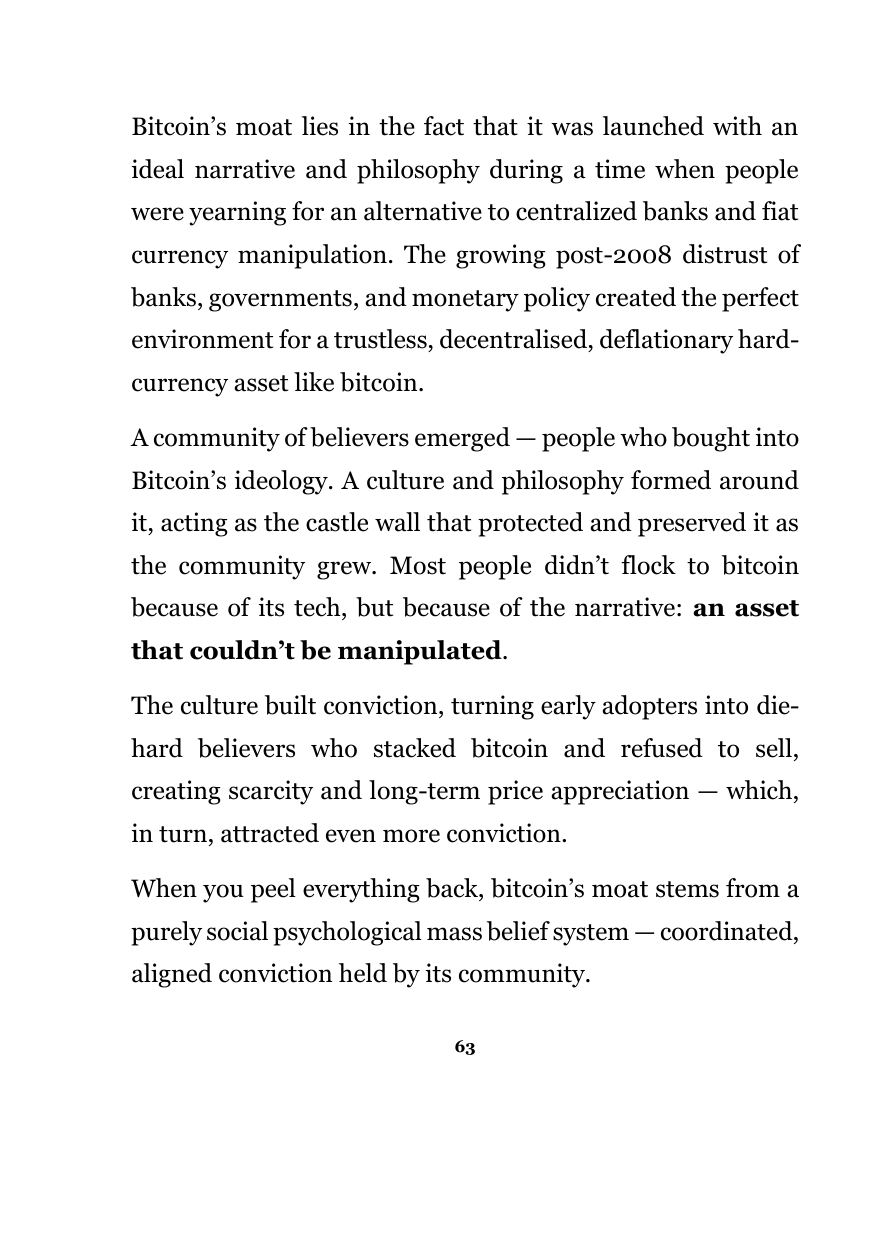 Bitcoin’s moat lies in the fact that it was launched with an
ideal narrative and philosophy during a time when people
were yearning for an alternative to centralized banks and fiat
currency manipulation. The growing post-2008 distrust of
banks, governments, and monetary policy created the perfect
environment for a trustless, decentralised, deflationary hard-
currency asset like bitcoin.
A community of believers emerged — people who bought into
Bitcoin’s ideology. A culture and philosophy formed around
it, acting as the castle wall that protected and preserved it as
the community grew. Most people didn’t flock to bitcoin
because of its tech, but because of the narrative: an asset
that couldn’t be manipulated.
The culture built conviction, turning early adopters into die-
hard believers who stacked bitcoin and refused to sell,
creating scarcity and long-term price appreciation — which,
in turn, attracted even more conviction.
When you peel everything back, bitcoin’s moat stems from a
purely social psychological mass belief system — coordinated,
aligned conviction held by its community.
63